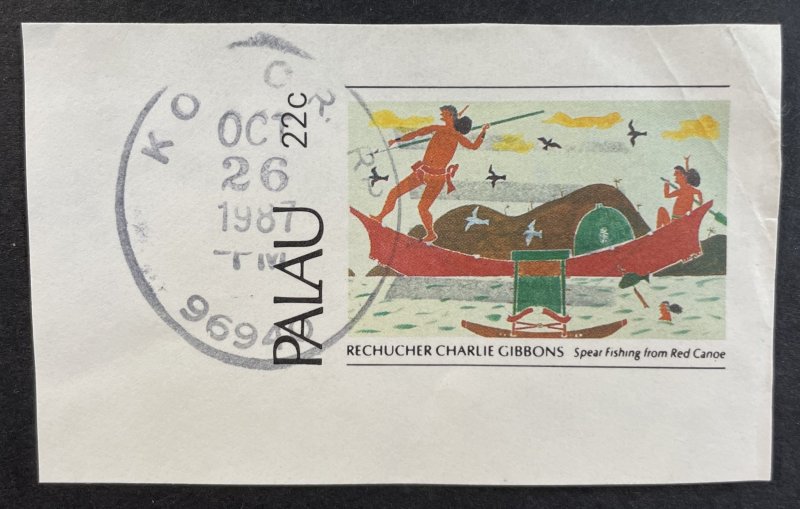 KOROR
OCT
26
1987
PM
96940
PALAU 22c
RECHUCHER CHARLIE GIBBONS Spear Fishing from Red Canoe